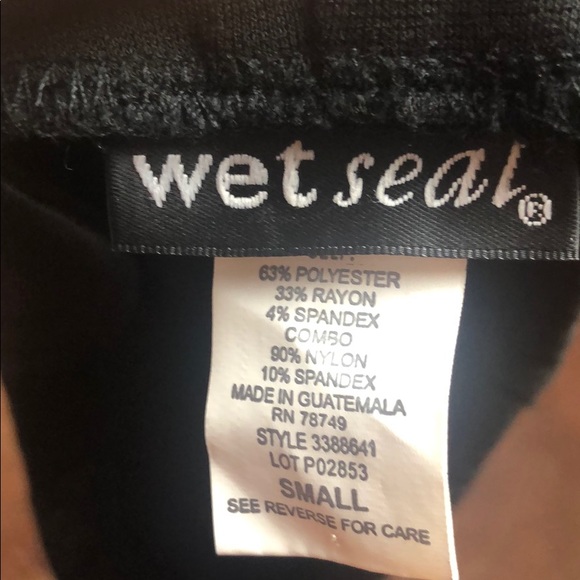 wet seal®
63% POLYESTER
33% RAYON
4% SPANDEX
COMBO
90% NYLON
10% SPANDEX
MADE IN GUATEMALA
RN 78749
STYLE 3388641
LOT P02853
SMALL
SEE REVERSE FOR CARE